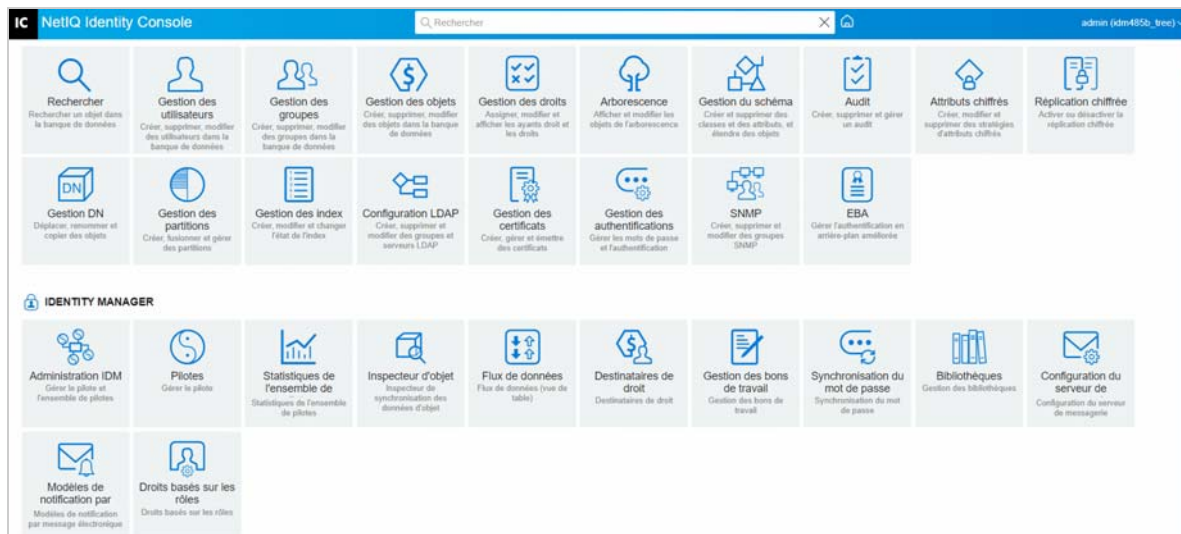 IC NetIQ Identity Console
Rechercher
admin (idm485b_tree)
Rechercher
Rechercher un objet dans
la banque de données
Gestion des
utilisateurs
Créer, supprimer, modifier
des utilisateurs dans la
banque de données
Gestion des
groupes
Créer, supprimer, modifier
des groupes dans la
banque de données
Gestion des objets
Créer, supprimer, modifier
des objets dans la banque
de données
Gestion des droits
Assigner, modifier et
afficher les ayants droit et
les droits
Arborescence
Afficher et modifier les
objets de l'arborescence
Gestion du schéma
Créer et supprimer des
classes et des attributs, et
étendre des objets
Audit
Créer, supprimer et gérer
un audit
Attributs chiffrés
Créer, modifier et
supprimer des stratégies
d'attributs chiffrés
Réplication chiffrée
Activer ou désactiver la
réplication chiffrée
DN
Gestion DN
Déplacer, renommer et
copier des objets
Gestion des
partitions
Créer, fusionner et gérer
des partitions
Gestion des index
Créer, modifier et changer
l'état de l'index
Configuration LDAP
Créer, supprimer et
modifier des groupes et
serveurs LDAP
Gestion des
certificats
Créer, gérer et émettre
des certificats
Gestion des
authentifications
Gérer les mots de passe
et l'authentification
SNMP
Créer, supprimer et
modifier des groupes
SNMP
EBA
Gérer l'authentification en
arrière-plan améliorée
IDENTITY MANAGER
Administration IDM
Gérer le pilote et
l'ensemble de pilotes
Pilotes
Gérer le pilote
Statistiques de
l'ensemble de
Statistiques de l'ensemble
de pilotes
Inspecteur d'objet
Inspecteur de
synchronisation des
données d'objet
Flux de données
Flux de données (vue de
table)
Destinataires de
droit
Destinataires de droit
Gestion des bons
de travail
Gestion des bons de
travail
Synchronisation du
mot de passe
Synchronisation du mot
de passe
Bibliothèques
Gestion des bibliothèques
Configuration du
serveur de
Configuration du serveur
de messagerie
Modèles de
notification par
Modèles de notification
par message électronique
Droits basés sur les
rôles
Droits basés sur les rôles